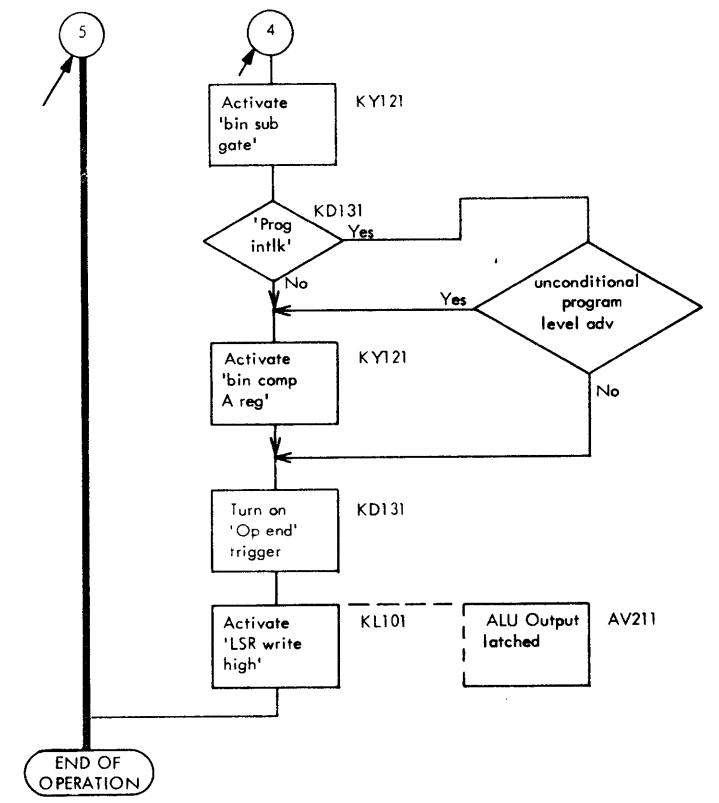 5
4
Activate
'bin sub
gate'
KY121
'Prog
intlk'
KD131
Yes
No
unconditional
program
level adv
Yes
No
Activate
'bin comp
A reg'
KY121
Turn on
'Op end'
trigger
KD131
Activate
'LSR write
high'
KL101
ALU Output
latched
AV211
END OF
OPERATION